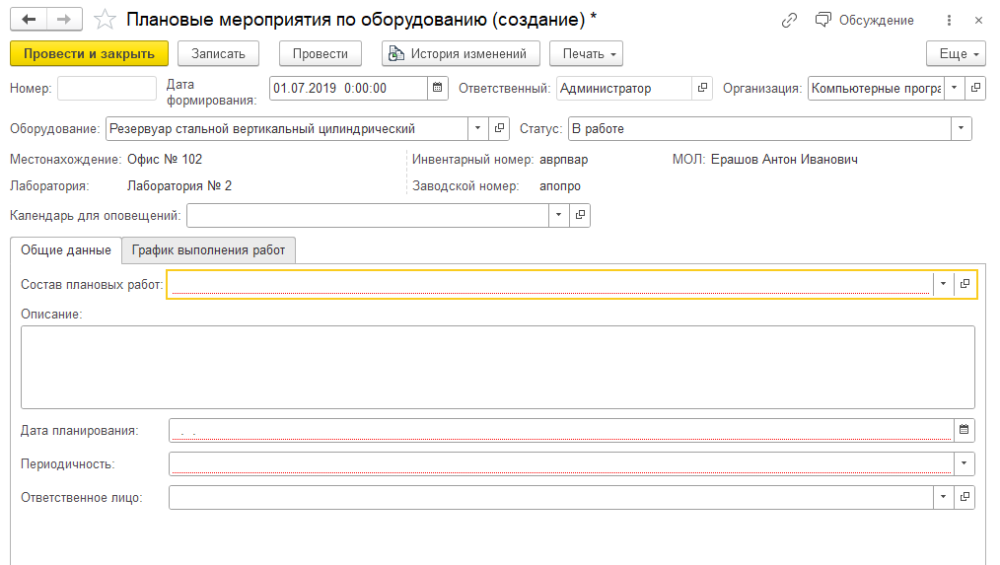 Плановые мероприятия по оборудованию (создание) *
Обсуждение
Провести и закрыть Записать Провести История изменений Печать Еще
Номер: Дата формирования: 01.07.2019 0:00:00 Ответственный: Администратор Организация: Компьютерные програ
Оборудование: Резервуар стальной вертикальный цилиндрический Статус: В работе
Местонахождение: Офис № 102 Инвентарный номер: аврпвар МОЛ: Ерашов Антон Иванович
Лаборатория: Лаборатория № 2 Заводской номер: апопро
Календарь для оповещений:
Общие данные График выполнения работ
Состав плановых работ:
Описание:
Дата планирования: . .
Периодичность:
Ответственное лицо: